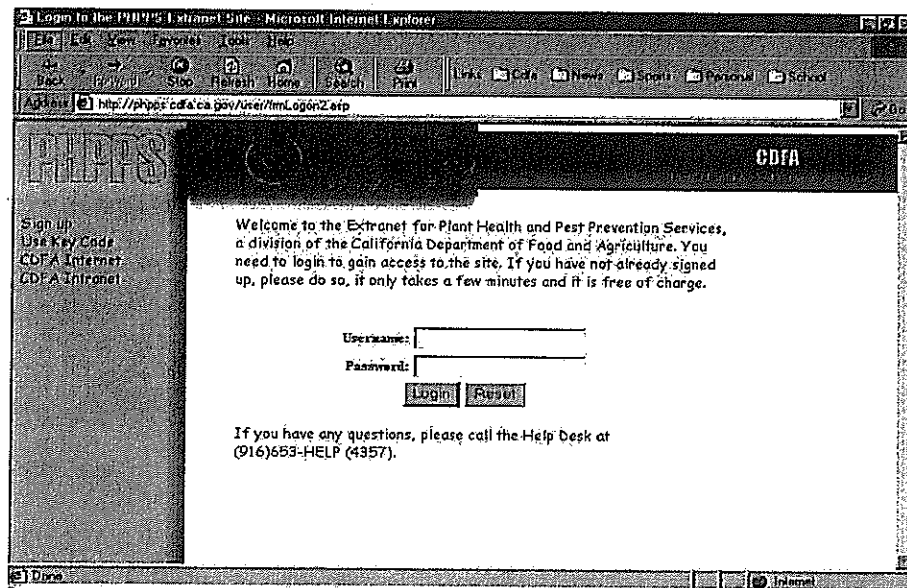 Login to the PHPPS Extranet Site - Microsoft Internet Explorer
File Edit View Favorites Tools Help
Back Forward Stop Refresh Home Search Print Links Cdfa News Sports Personal School
Address http://phpps.cdfa.ca.gov/user/frmLogon2.asp Go
PHPPS
CDFA
Sign up
Use Key Code
CDFA Internet
CDFA Intranet
Welcome to the Extranet for Plant Health and Pest Prevention Services,
a division of the California Department of Food and Agriculture. You
need to login to gain access to the site. If you have not already signed
up, please do so, it only takes a few minutes and it is free of charge.
Username:
Password:
Login Reset
If you have any questions, please call the Help Desk at
(916)653-HELP (4357).
Done Internet